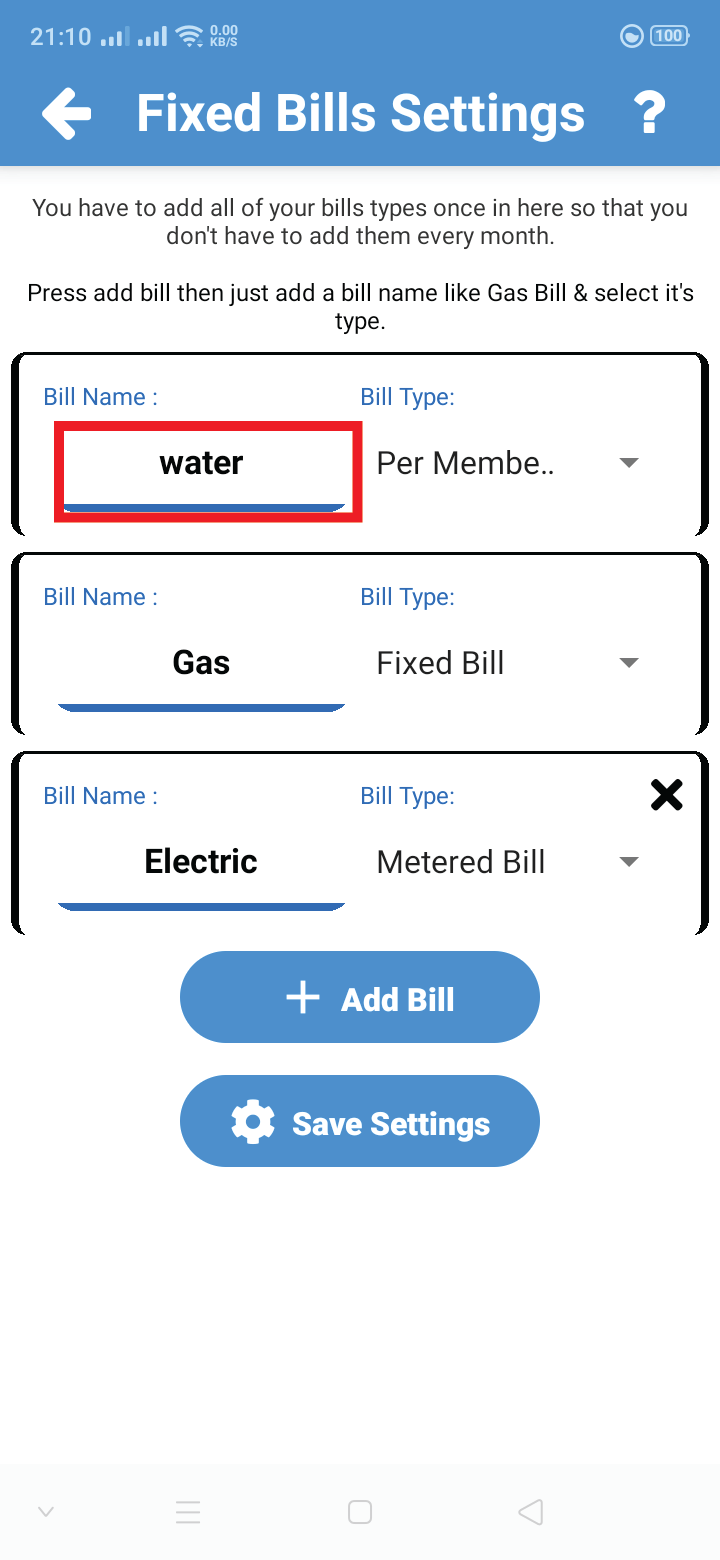 21:10 0.00 KB/S 100
Fixed Bills Settings ?
You have to add all of your bills types once in here so that you
don't have to add them every month.
Press add bill then just add a bill name like Gas Bill & select it's
type.
Bill Name : Bill Type:
water Per Membe..
Bill Name : Bill Type:
Gas Fixed Bill
Bill Name : Bill Type:
Electric Metered Bill
Add Bill
Save Settings